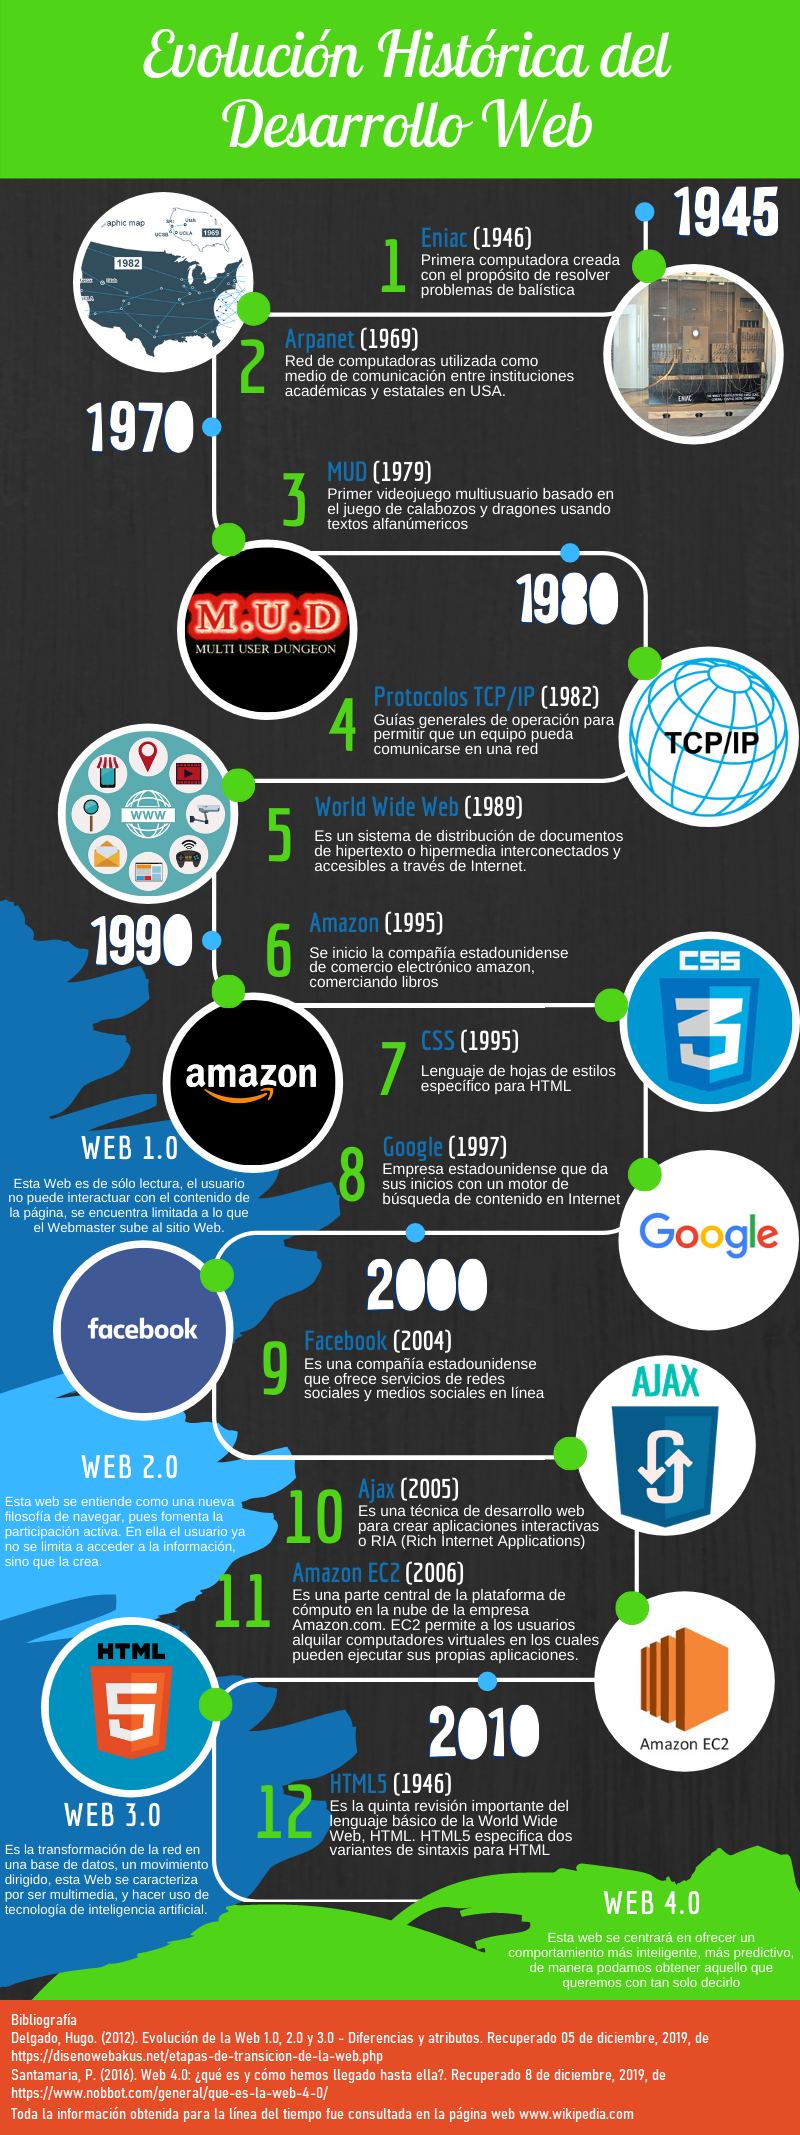 Evolución Histórica del
Desarrollo Web
1945
aphic map
SRI
Utah
UCSB
UCLA
1969
1982
1
Eniac (1946)
Primera computadora creada
con el propósito de resolver
problemas de balística
ENIAC
2
Arpanet (1969)
Red de computadoras utilizada como
medio de comunicación entre instituciones
académicas y estatales en USA.
1970
3
MUD (1979)
Primer videojuego multiusuario basado en
el juego de calabozos y dragones usando
textos alfanúmericos
M.U.D
MULTI USER DUNGEON
1980
4
Protocolos TCP/IP (1982)
Guías generales de operación para
permitir que un equipo pueda
comunicarse en una red
TCP/IP
WWW
5
World Wide Web (1989)
Es un sistema de distribución de documentos
de hipertexto o hipermedia interconectados y
accesibles a través de Internet.
1990
6
Amazon (1995)
Se inicio la compañía estadounidense
de comercio electrónico amazon,
comerciando libros
amazon
CSS
3
7
CSS (1995)
Lenguaje de hojas de estilos
específico para HTML
WEB 1.0
Esta Web es de sólo lectura, el usuario
no puede interactuar con el contenido de
la página, se encuentra limitada a lo que
el Webmaster sube al sitio Web.
8
Google (1997)
Empresa estadounidense que da
sus inicios con un motor de
búsqueda de contenido en Internet
Google
2000
facebook
9
Facebook (2004)
Es una compañía estadounidense
que ofrece servicios de redes
sociales y medios sociales en línea
AJAX
WEB 2.0
Esta web se entiende como una nueva
filosofía de navegar, pues fomenta la
participación activa. En ella el usuario ya
no se limita a acceder a la información,
sino que la crea.
10
Ajax (2005)
Es una técnica de desarrollo web
para crear aplicaciones interactivas
o RIA (Rich Internet Applications)
11
Amazon EC2 (2006)
Es una parte central de la plataforma de
cómputo en la nube de la empresa
Amazon.com. EC2 permite a los usuarios
alquilar computadores virtuales en los cuales
pueden ejecutar sus propias aplicaciones.
Amazon EC2
HTML
5
2010
12
HTML5 (1946)
Es la quinta revisión importante del
lenguaje básico de la World Wide
Web, HTML. HTML5 especifica dos
variantes de sintaxis para HTML
WEB 3.0
Es la transformación de la red en
una base de datos, un movimiento
dirigido, esta Web se caracteriza
por ser multimedia, y hacer uso de
tecnología de inteligencia artificial.
WEB 4.0
Esta web se centrará en ofrecer un
comportamiento más inteligente, más predictivo,
de manera podamos obtener aquello que
queremos con tan solo decirlo
Bibliografía
Delgado, Hugo. (2012). Evolución de la Web 1.0, 2.0 y 3.0 - Diferencias y atributos. Recuperado 05 de diciembre, 2019, de
https://disenowebakus.net/etapas-de-transicion-de-la-web.php
Santamaria, P. (2016). Web 4.0: ¿qué es y cómo hemos llegado hasta ella?. Recuperado 8 de diciembre, 2019, de
https://www.nobbot.com/general/que-es-la-web-4-0/
Toda la información obtenida para la línea del tiempo fue consultada en la página web www.wikipedia.com